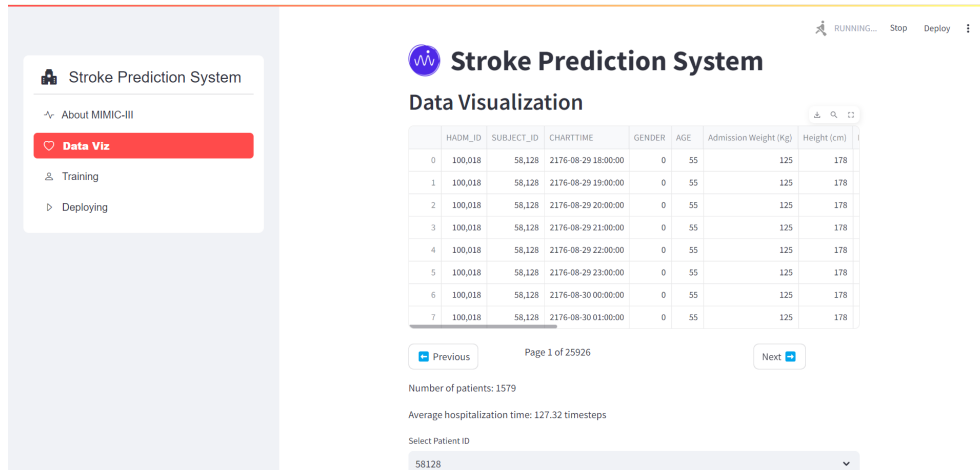 RUNNING... Stop Deploy
Stroke Prediction System
About MIMIC-III
Data Viz
Training
Deploying
Stroke Prediction System
Data Visualization
HADM_ID SUBJECT_ID CHARTTIME GENDER AGE Admission Weight (Kg) Height (cm)
0 100,018 58,128 2176-08-29 18:00:00 0 55 125 178
1 100,018 58,128 2176-08-29 19:00:00 0 55 125 178
2 100,018 58,128 2176-08-29 20:00:00 0 55 125 178
3 100,018 58,128 2176-08-29 21:00:00 0 55 125 178
4 100,018 58,128 2176-08-29 22:00:00 0 55 125 178
5 100,018 58,128 2176-08-29 23:00:00 0 55 125 178
6 100,018 58,128 2176-08-30 00:00:00 0 55 125 178
7 100,018 58,128 2176-08-30 01:00:00 0 55 125 178
Previous Page 1 of 25926 Next
Number of patients: 1579
Average hospitalization time: 127.32 timesteps
Select Patient ID
58128